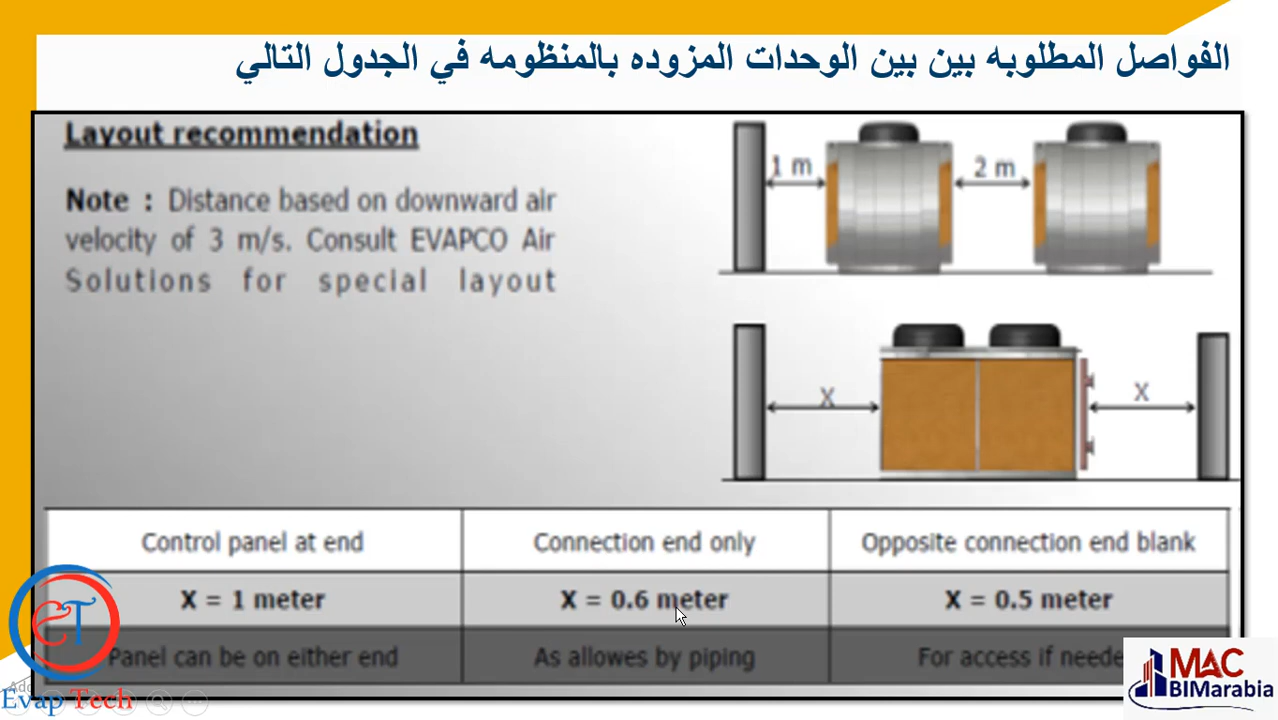 الفواصل المطلوبه بين بين الوحدات المزوده بالمنظومه في الجدول التالي
Layout recommendation
Note : Distance based on downward air
velocity of 3 m/s. Consult EVAPCO Air
Solutions for special layout
1 m
2 m
X
X
Control panel at end
Connection end only
Opposite connection end blank
X = 1 meter
X = 0.6 meter
X = 0.5 meter
Panel can be on either end
As allowes by piping
For access if neede
ET
Evap Tech
MAC
BIMarabia